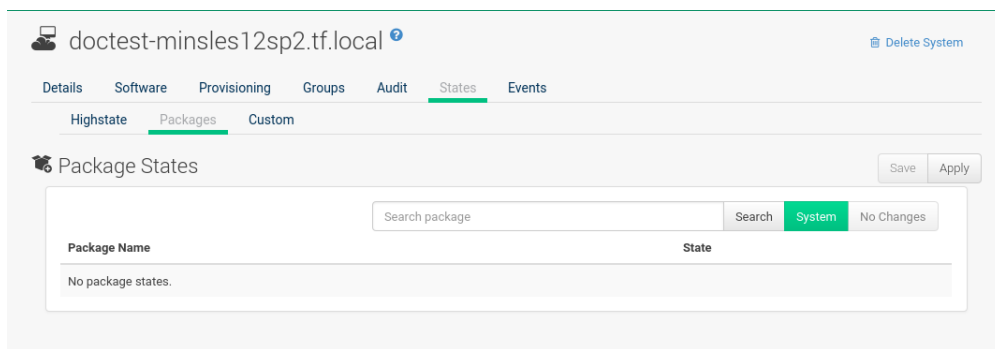 doctest-minsles12sp2.tf.local ?
Delete System
Details Software Provisioning Groups Audit States Events
Highstate Packages Custom
Package States
Save Apply
Search package Search System No Changes
Package Name State
No package states.